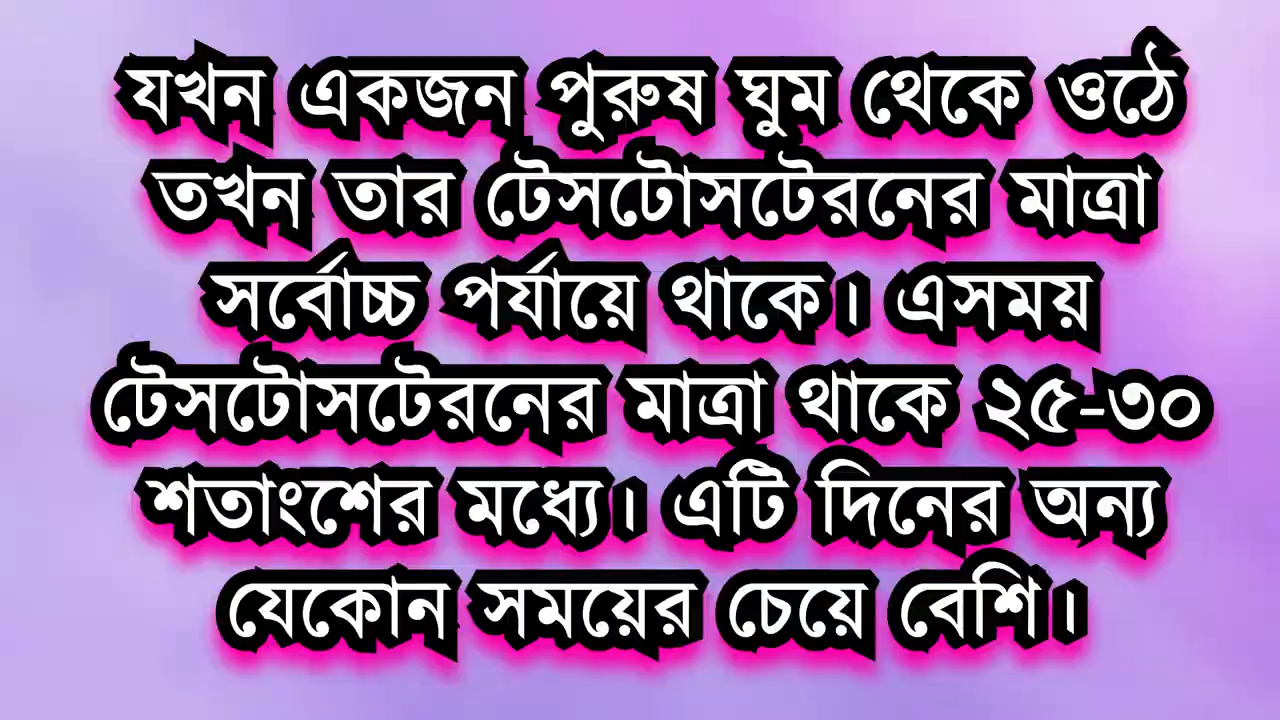 যখন একজন পুরুষ ঘুম থেকে ওঠে
তখন তার টেসটোসটেরনের মাত্রা
সর্বোচ্চ পর্যায়ে থাকে। এসময়
টেসটোসটেরনের মাত্রা থাকে ২৫-৩০
শতাংশের মধ্যে। এটি দিনের অন্য
যেকোন সময়ের চেয়ে বেশি।